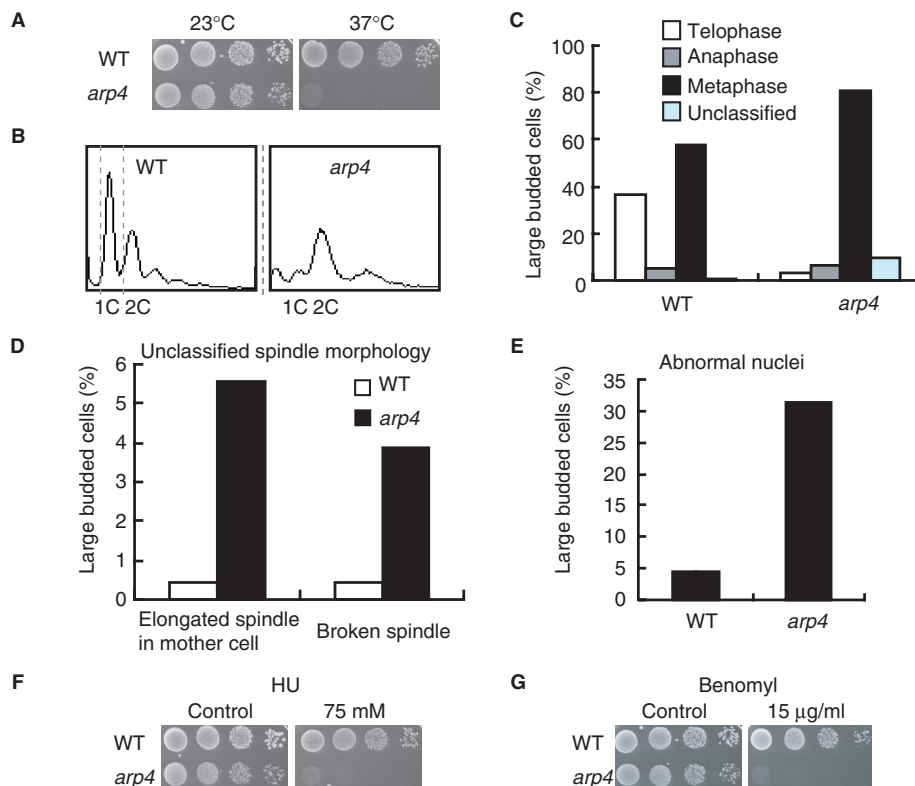 A
23°C
37°C
WT
arp4
B
WT
arp4
1C 2C
1C 2C
C
Telophase
Anaphase
Metaphase
Unclassified
Large budded cells (%)
100
80
60
40
20
0
WT
arp4
D
Unclassified spindle morphology
WT
arp4
Large budded cells (%)
6
5
4
3
2
1
0
Elongated spindle
in mother cell
Broken spindle
E
Abnormal nuclei
Large budded cells (%)
35
30
25
20
15
10
5
0
WT
arp4
F
HU
Control
75 mM
WT
arp4
G
Benomyl
Control
15 µg/ml
WT
arp4